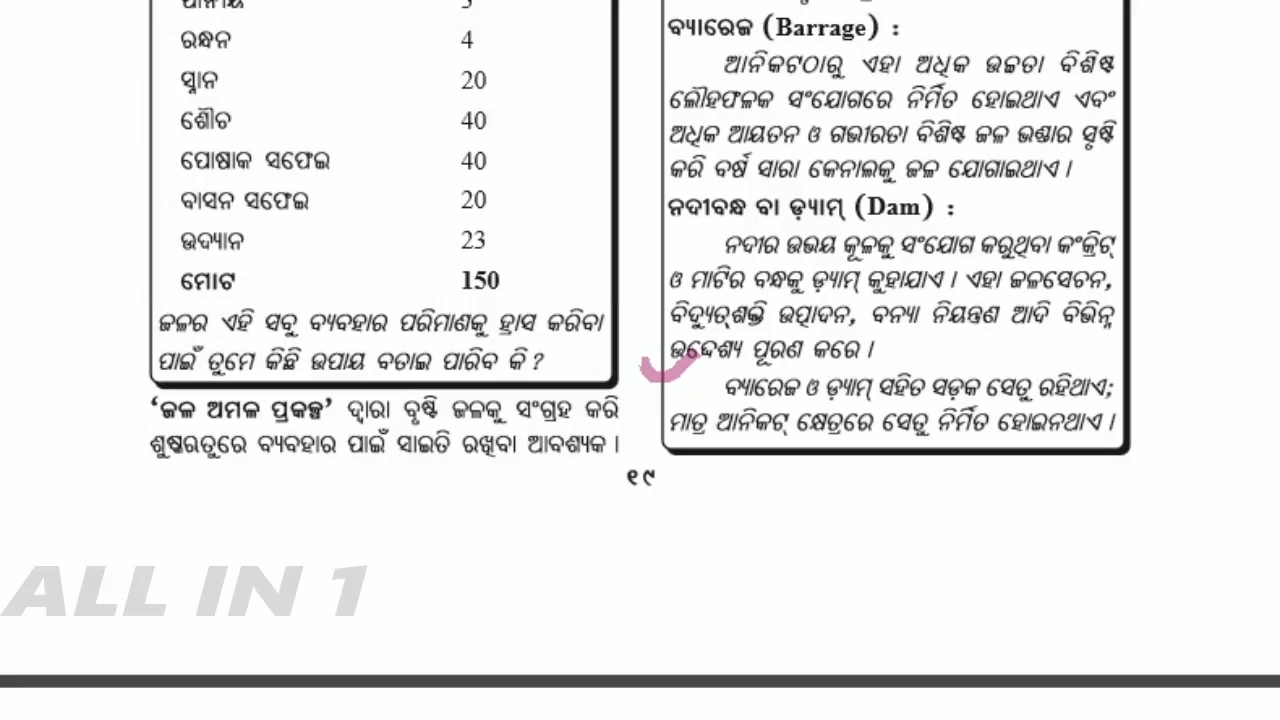 ରନ୍ଧନ 4
ସ୍ନାନ 20
ଶୌଚ 40
ପୋଷାକ ସଫେଇ 40
ବାସନ ସଫେଇ 20
ଉଦ୍ୟାନ 23
ମୋଟ 150
ଜଳର ଏହି ସବୁ ବ୍ୟବହାର ପରିମାଣକୁ ହ୍ରାସ କରିବା
ପାଇଁ ତୁମେ କିଛି ଉପାୟ ବତାଇ ପାରିବ କି ?
‘ଜଳ ଅମଳ ପ୍ରକଳ୍ପ’ ଦ୍ୱାରା ବୃଷ୍ଟି ଜଳକୁ ସଂଗ୍ରହ କରି
ଶୁଷ୍କଋତୁରେ ବ୍ୟବହାର ପାଇଁ ସାଇତି ରଖିବା ଆବଶ୍ୟକ ।
ବ୍ୟାରେଜ (Barrage) :
ଆନିକଟଠାରୁ ଏହା ଅଧିକ ଉଚ୍ଚତା ବିଶିଷ୍ଟ
ଲୌହଫଳକ ସଂଯୋଗରେ ନିର୍ମିତ ହୋଇଥାଏ ଏବଂ
ଅଧିକ ଆୟତନ ଓ ଗଭୀରତା ବିଶିଷ୍ଟ ଜଳ ଭଣ୍ଡାର ସୃଷ୍ଟି
କରି ବର୍ଷ ସାରା କେନାଲକୁ ଜଳ ଯୋଗାଇଥାଏ ।
ନଦୀବନ୍ଧ ବା ଡ଼୍ୟାମ୍ (Dam) :
ନଦୀର ଉଭୟ କୂଳକୁ ସଂଯୋଗ କରୁଥିବା କଂକ୍ରିଟ୍
ଓ ମାଟିର ବନ୍ଧକୁ ଡ଼୍ୟାମ୍ କୁହାଯାଏ । ଏହା ଜଳସେଚନ,
ବିଦ୍ୟୁତ୍‌ଶକ୍ତି ଉତ୍ପାଦନ, ବନ୍ୟା ନିୟନ୍ତ୍ରଣ ଆଦି ବିଭିନ୍ନ
ଉଦ୍ଦେଶ୍ୟ ପୂରଣ କରେ ।
ବ୍ୟାରେଜ ଓ ଡ଼୍ୟାମ୍ ସହିତ ସଡ଼କ ସେତୁ ରହିଥାଏ;
ମାତ୍ର ଆନିକଟ୍ କ୍ଷେତ୍ରରେ ସେତୁ ନିର୍ମିତ ହୋଇନଥାଏ ।
୧୯
ALL IN 1